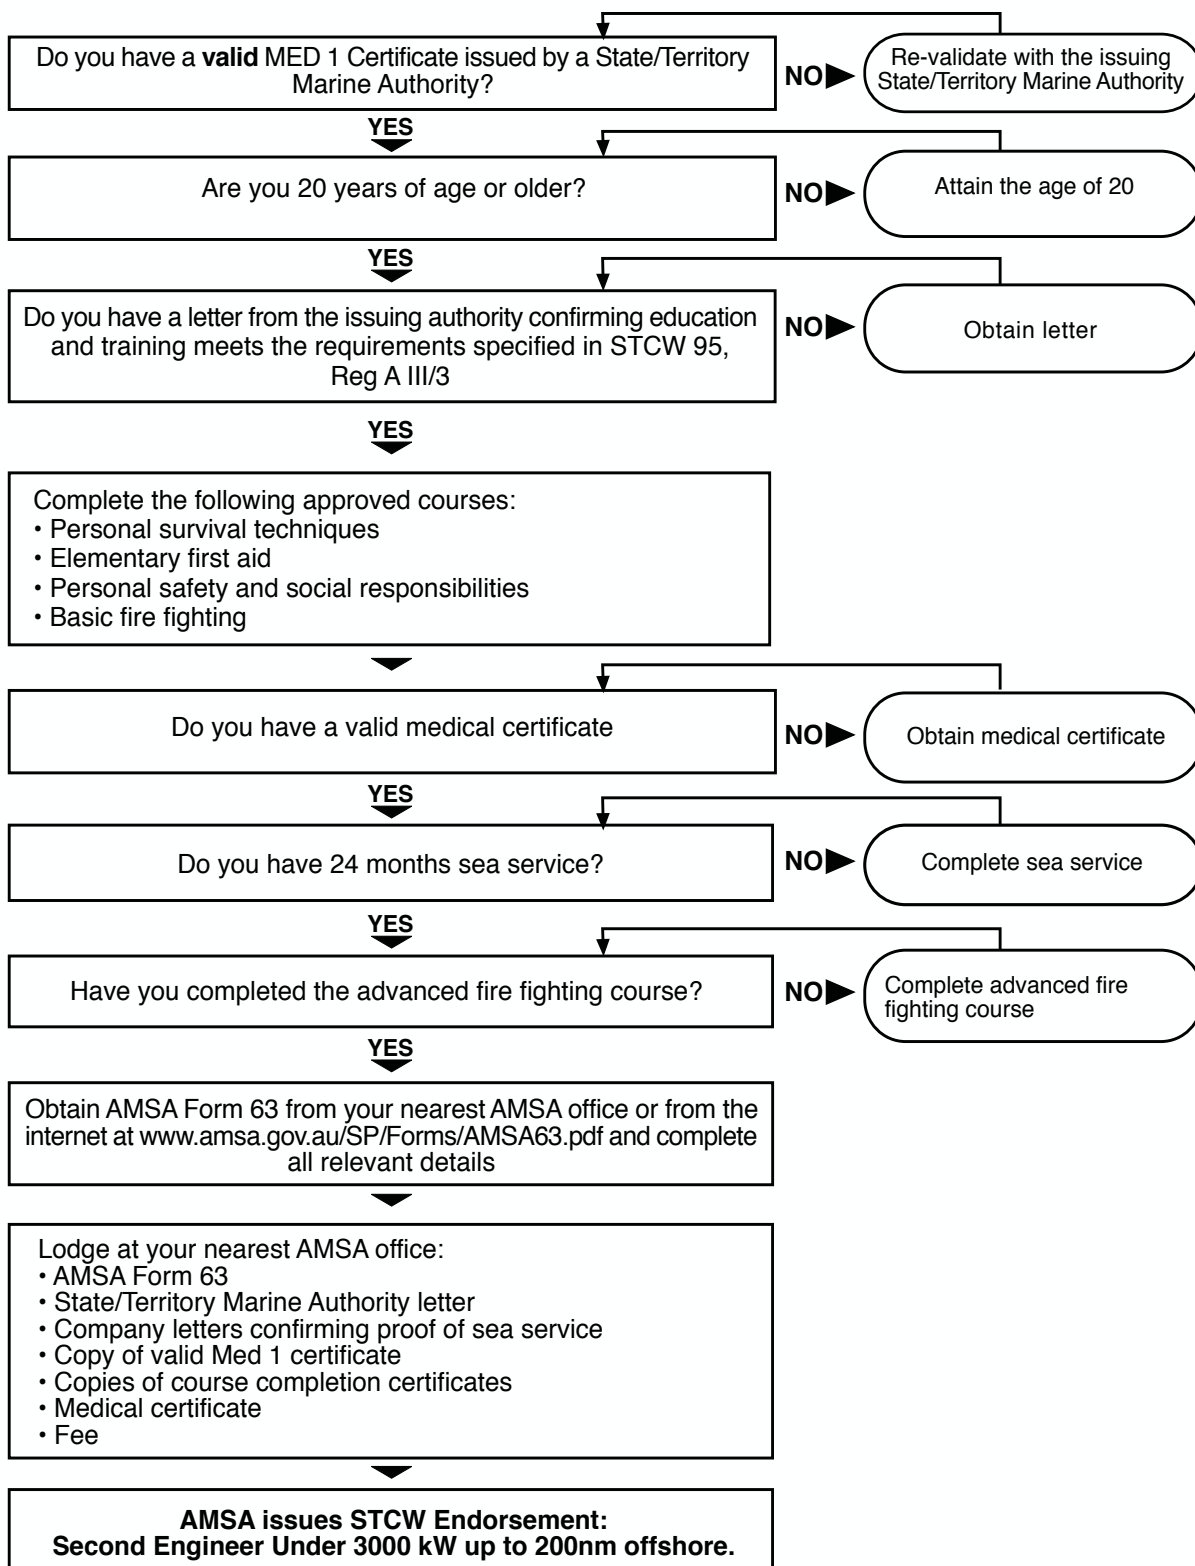 Do you have a valid MED 1 Certificate issued by a State/Territory
Marine Authority?
NO
Re-validate with the issuing
State/Territory Marine Authority
YES
Are you 20 years of age or older?
NO
Attain the age of 20
YES
Do you have a letter from the issuing authority confirming education
and training meets the requirements specified in STCW 95,
Reg A III/3
NO
Obtain letter
YES
Complete the following approved courses:
• Personal survival techniques
• Elementary first aid
• Personal safety and social responsibilities
• Basic fire fighting
Do you have a valid medical certificate
NO
Obtain medical certificate
YES
Do you have 24 months sea service?
NO
Complete sea service
YES
Have you completed the advanced fire fighting course?
NO
Complete advanced fire
fighting course
YES
Obtain AMSA Form 63 from your nearest AMSA office or from the
internet at www.amsa.gov.au/SP/Forms/AMSA63.pdf and complete
all relevant details
Lodge at your nearest AMSA office:
• AMSA Form 63
• State/Territory Marine Authority letter
• Company letters confirming proof of sea service
• Copy of valid Med 1 certificate
• Copies of course completion certificates
• Medical certificate
• Fee
AMSA issues STCW Endorsement:
Second Engineer Under 3000 kW up to 200nm offshore.